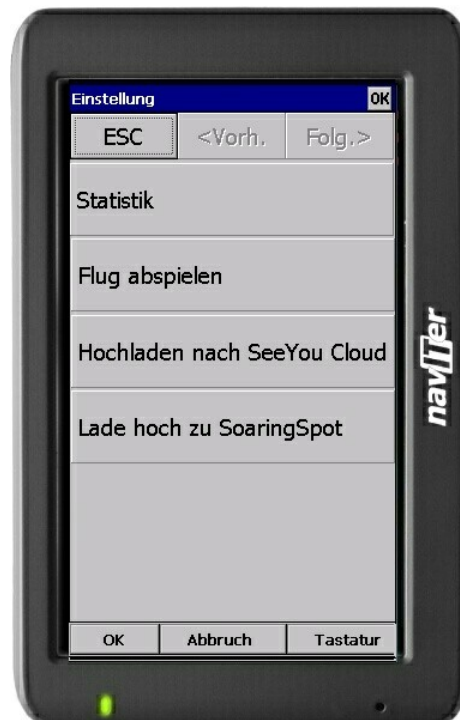 Einstellung OK
ESC <Vorh. Folg.>
Statistik
Flug abspielen
Hochladen nach SeeYou Cloud
Lade hoch zu SoaringSpot
OK Abbruch Tastatur
naviter